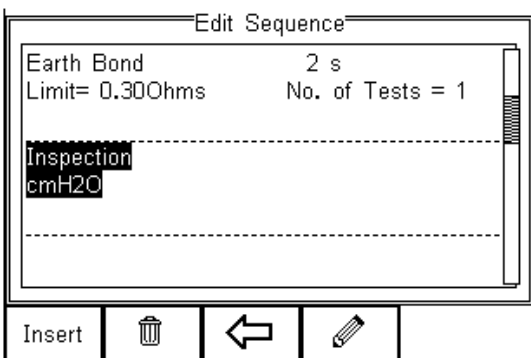 Edit Sequence
Earth Bond 2 s
Limit= 0.30Ohms No. of Tests = 1
Inspection
cmH2O
Insert